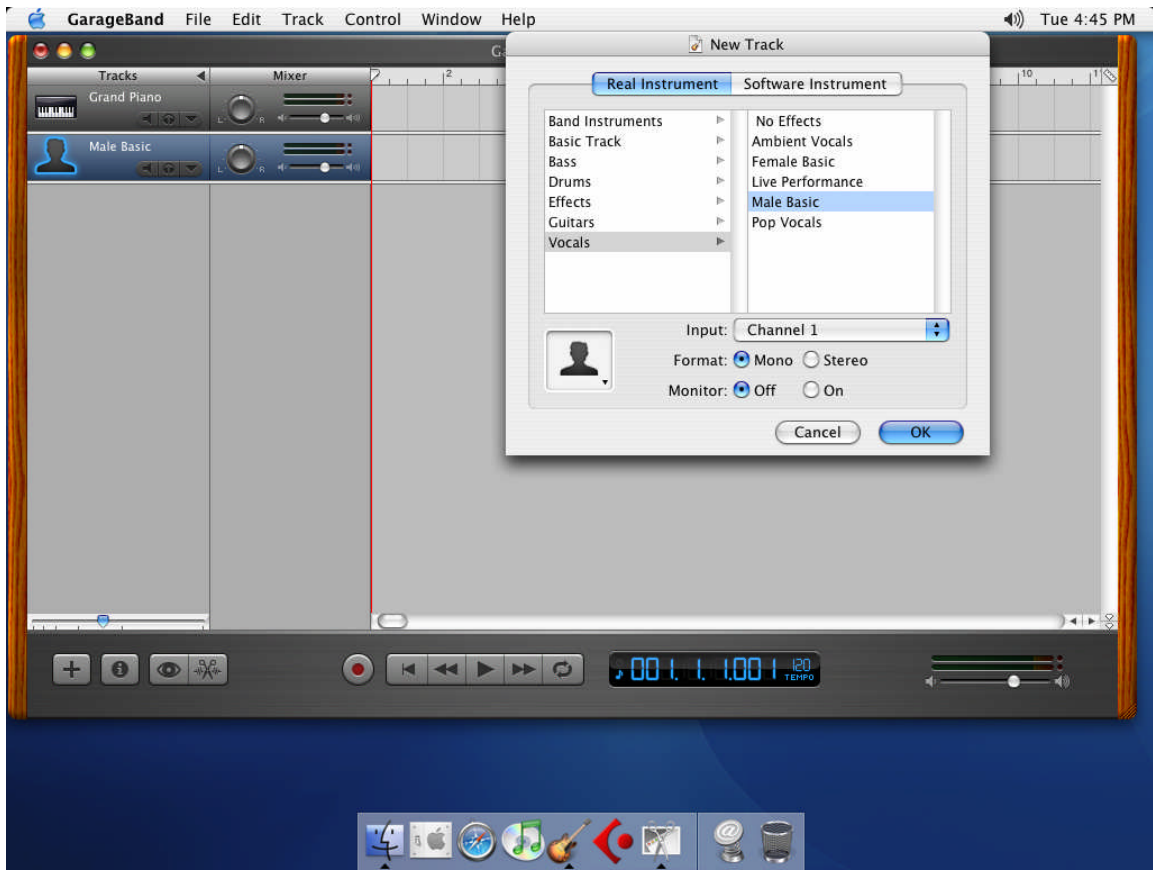 GarageBand File Edit Track Control Window Help Tue 4:45 PM
New Track
Tracks Mixer 2 10
Grand Piano
L R
Male Basic
L R
Real Instrument Software Instrument
Band Instruments No Effects
Basic Track Ambient Vocals
Bass Female Basic
Drums Live Performance
Effects Male Basic
Guitars Pop Vocals
Vocals
Input: Channel 1
Format: Mono Stereo
Monitor: Off On
Cancel OK
001. 1. 1.001 120
TEMPO